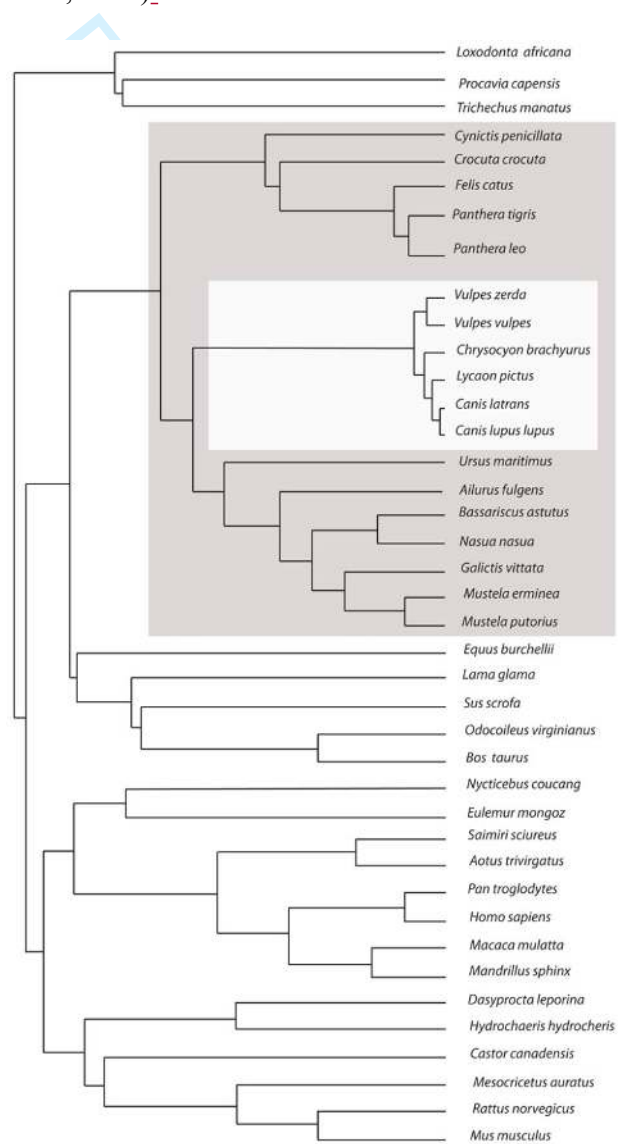 Loxodonta africana
Procavia capensis
Trichechus manatus
Cynictis penicillata
Crocuta crocuta
Felis catus
Panthera tigris
Panthera leo
Vulpes zerda
Vulpes vulpes
Chrysocyon brachyurus
Lycaon pictus
Canis latrans
Canis lupus lupus
Ursus maritimus
Ailurus fulgens
Bassariscus astutus
Nasua nasua
Galictis vittata
Mustela erminea
Mustela putorius
Equus burchellii
Lama glama
Sus scrofa
Odocoileus virginianus
Bos taurus
Nycticebus coucang
Eulemur mongoz
Saimiri sciureus
Aotus trivirgatus
Pan troglodytes
Homo sapiens
Macaca mulatta
Mandrillus sphinx
Dasyprocta leporina
Hydrochaeris hydrocheris
Castor canadensis
Mesocricetus auratus
Rattus norvegicus
Mus musculus